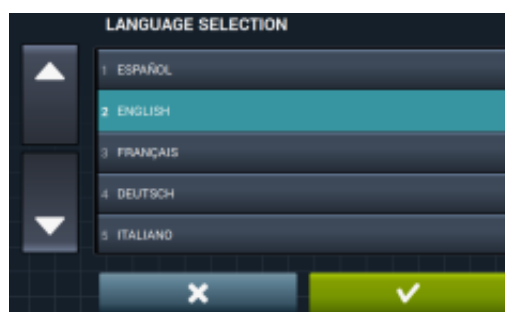 LANGUAGE SELECTION
1 ESPAÑOL
2 ENGLISH
3 FRANÇAIS
4 DEUTSCH
5 ITALIANO